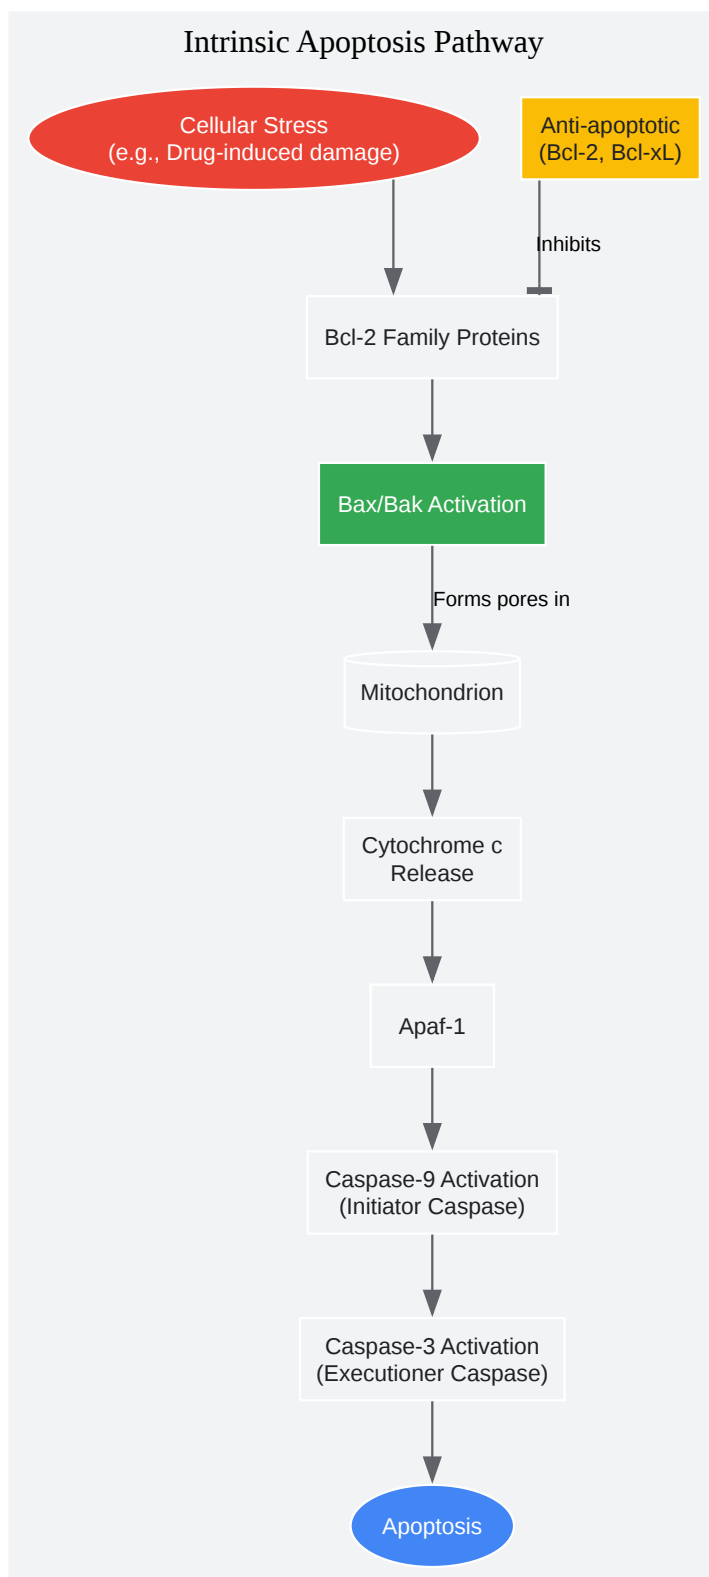 Intrinsic Apoptosis Pathway
Cellular Stress
(e.g., Drug-induced damage)
Anti-apoptotic
(Bcl-2, Bcl-xL)
Inhibits
Bcl-2 Family Proteins
Bax/Bak Activation
Forms pores in
Mitochondrion
Cytochrome c
Release
Apaf-1
Caspase-9 Activation
(Initiator Caspase)
Caspase-3 Activation
(Executioner Caspase)
Apoptosis